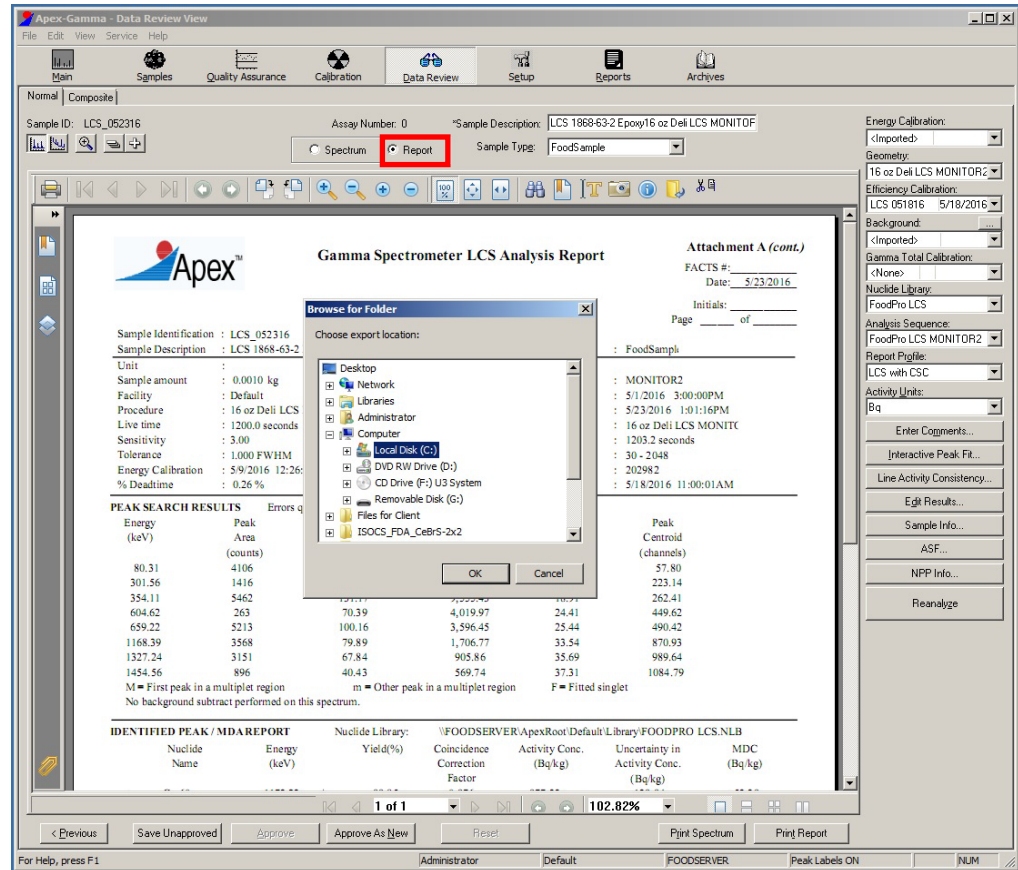 Apex-Gamma - Data Review View
File Edit View Service Help
Main Samples Quality Assurance Calibration Data Review Setup Reports Archives
Normal Composite
Sample ID: LCS_052316 Assay Number: 0 *Sample Description: LCS 1868-63-2 Epoxy16 oz Deli LCS MONITOF
Spectrum Report Sample Type: FoodSample
Energy Calibration:
<Imported>
Geometry:
16 oz Deli LCS MONITOR2
Efficiency Calibration:
LCS 051816 5/18/2016
Background: ...
<Imported>
Gamma Total Calibration:
<None>
Nuclide Library:
FoodPro LCS
Analysis Sequence:
FoodPro LCS MONITOR2
Report Profile:
LCS with CSC
Activity Units:
Bq
Enter Comments...
Interactive Peak Fit...
Line Activity Consistency...
Edit Results...
Sample Info...
ASF...
NPP Info...
Reanalyze
100 %
Apex™
Gamma Spectrometer LCS Analysis Report
Attachment A (cont.)
FACTS #:
Date: 5/23/2016
Initials:
Page of
Sample Identification : LCS_052316
Sample Description : LCS 1868-63-2 : FoodSample
Unit :
Sample amount : 0.0010 kg : MONITOR2
Facility : Default : 5/1/2016 3:00:00PM
Procedure : 16 oz Deli LCS : 5/23/2016 1:01:16PM
Live time : 1200.0 seconds : 16 oz Deli LCS MONITC
Sensitivity : 3.00 : 1203.2 seconds
Tolerance : 1.000 FWHM : 30 - 2048
Energy Calibration : 5/9/2016 12:26: : 202982
% Deadtime : 0.26 % : 5/18/2016 11:00:01AM
Browse for Folder
Choose export location:
Desktop
Network
Libraries
Administrator
Computer
Local Disk (C:)
DVD RW Drive (D:)
CD Drive (F:) U3 System
Removable Disk (G:)
Files for Client
ISOCS_FDA_CeBrS-2x2
OK Cancel
PEAK SEARCH RESULTS Errors q
Energy Peak Peak
(keV) Area Centroid
(counts) (channels)
80.31 4106 57.80
301.56 1416 223.14
354.11 5462 262.41
604.62 263 70.39 4,019.97 24.41 449.62
659.22 5213 100.16 3,596.45 25.44 490.42
1168.39 3568 79.89 1,706.77 33.54 870.93
1327.24 3151 67.84 905.86 35.69 989.64
1454.56 896 40.43 569.74 37.31 1084.79
M = First peak in a multiplet region m = Other peak in a multiplet region F = Fitted singlet
No background subtract performed on this spectrum.
IDENTIFIED PEAK / MDA REPORT Nuclide Library: \\FOODSERVER\ApexRoot\Default\Library\FOODPRO LCS.NLB
Nuclide Energy Yield(%) Coincidence Activity Conc. Uncertainty in MDC
Name (keV) Correction (Bq/kg) Activity Conc. (Bq/kg)
Factor (Bq/kg)
1 of 1 102.82%
< Previous Save Unapproved Approve Approve As New Reset Print Spectrum Print Report
For Help, press F1 Administrator Default FOODSERVER Peak Labels ON NUM